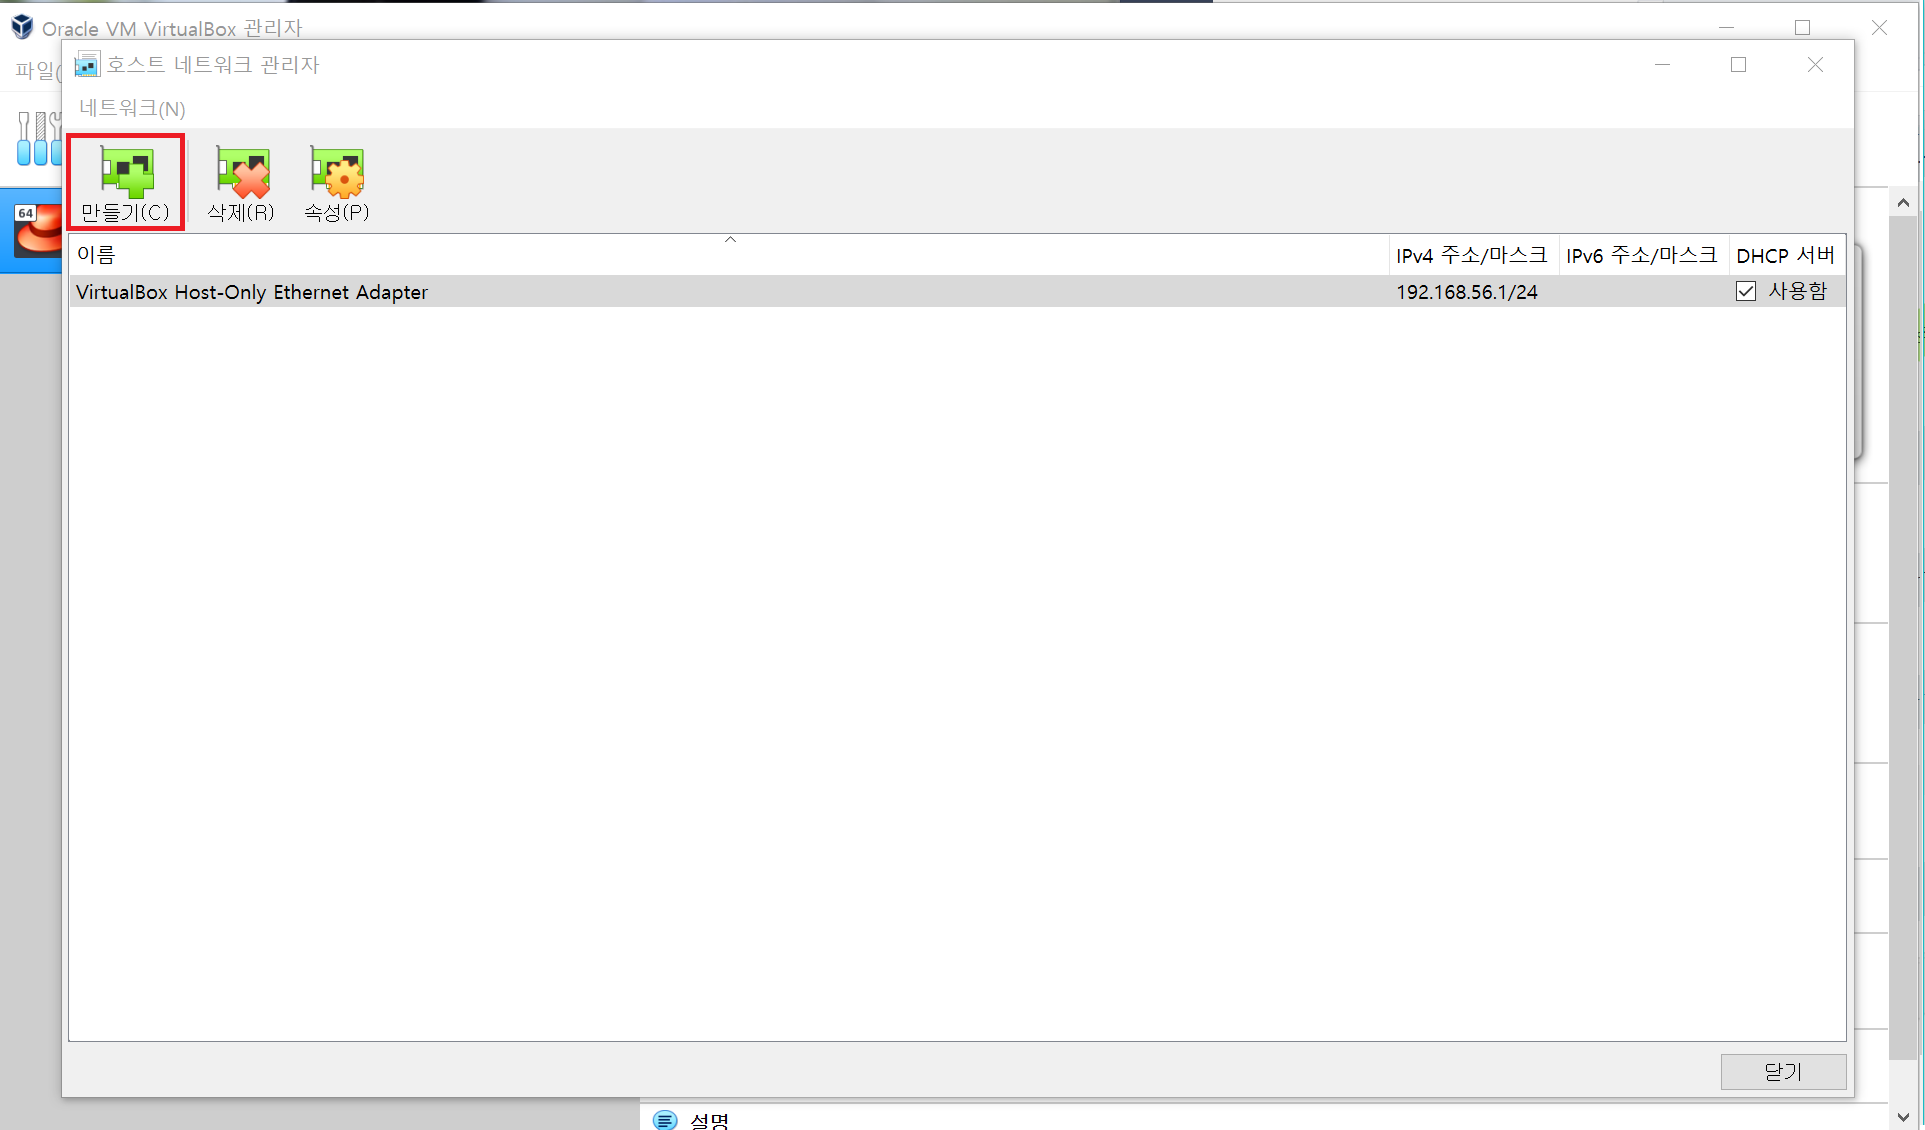 Oracle VM VirtualBox 관리자
파일(
호스트 네트워크 관리자
네트워크(N)
만들기(C) 삭제(R) 속성(P)
64
이름 IPv4 주소/마스크 IPv6 주소/마스크 DHCP 서버
VirtualBox Host-Only Ethernet Adapter 192.168.56.1/24 사용함
닫기
설명